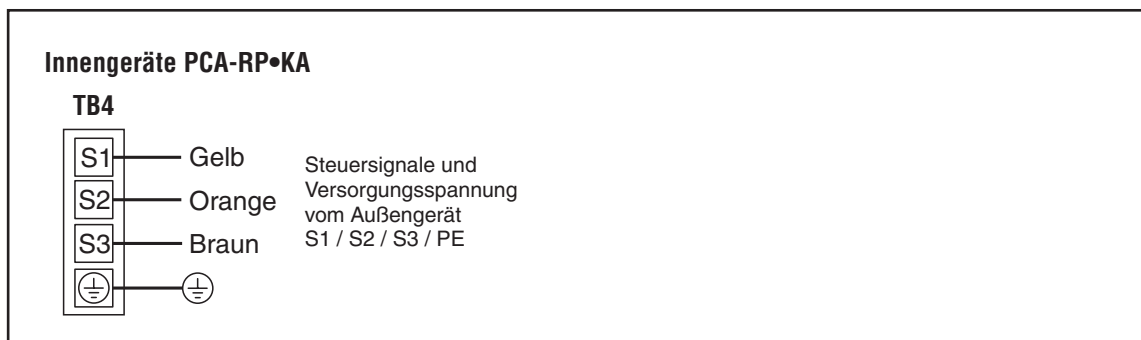 Innengeräte PCA-RP•KA
TB4
S1 Gelb
S2 Orange
S3 Braun
Steuersignale und
Versorgungsspannung
vom Außengerät
S1 / S2 / S3 / PE